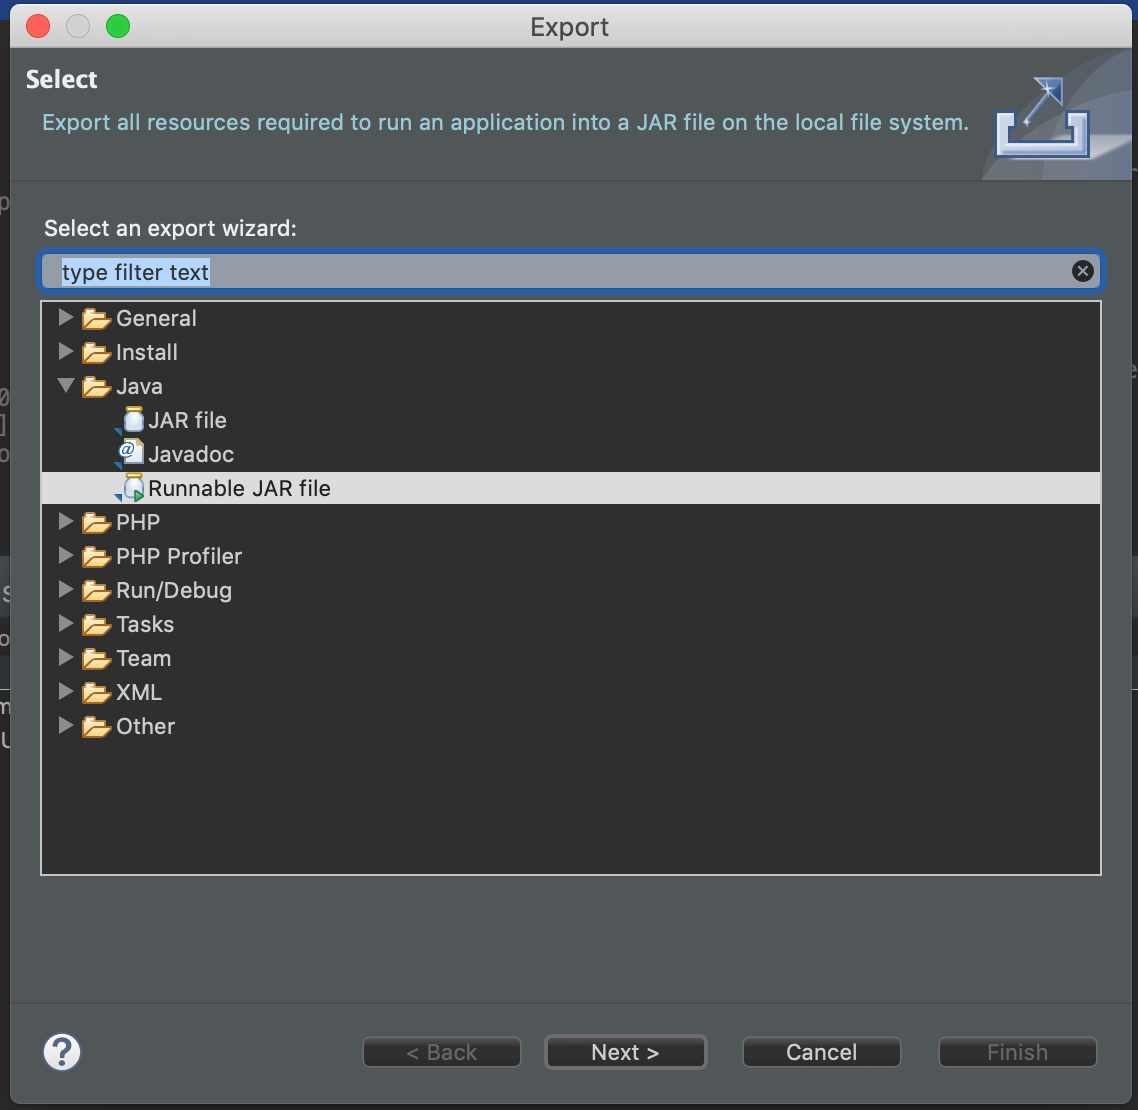 Export
Select
Export all resources required to run an application into a JAR file on the local file system.
Select an export wizard:
type filter text
General
Install
Java
JAR file
@ Javadoc
Runnable JAR file
PHP
PHP Profiler
Run/Debug
Tasks
Team
XML
Other
? < Back Next > Cancel Finish